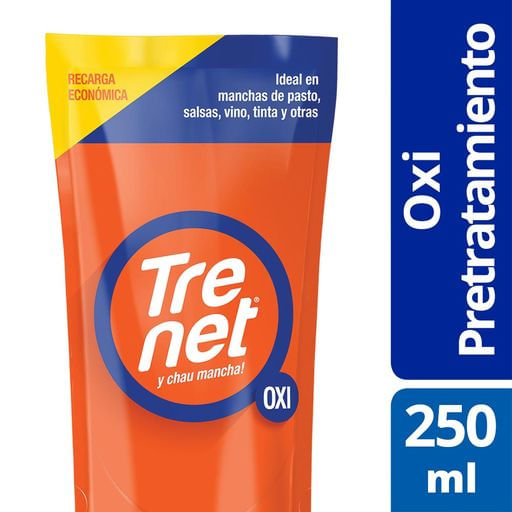 RECARGA
ECONÓMICA
Ideal en
manchas de pasto,
salsas, vino, tinta y otras
Tre
net®
y chau mancha!
OXI
Oxi
Pretratamiento
250
ml